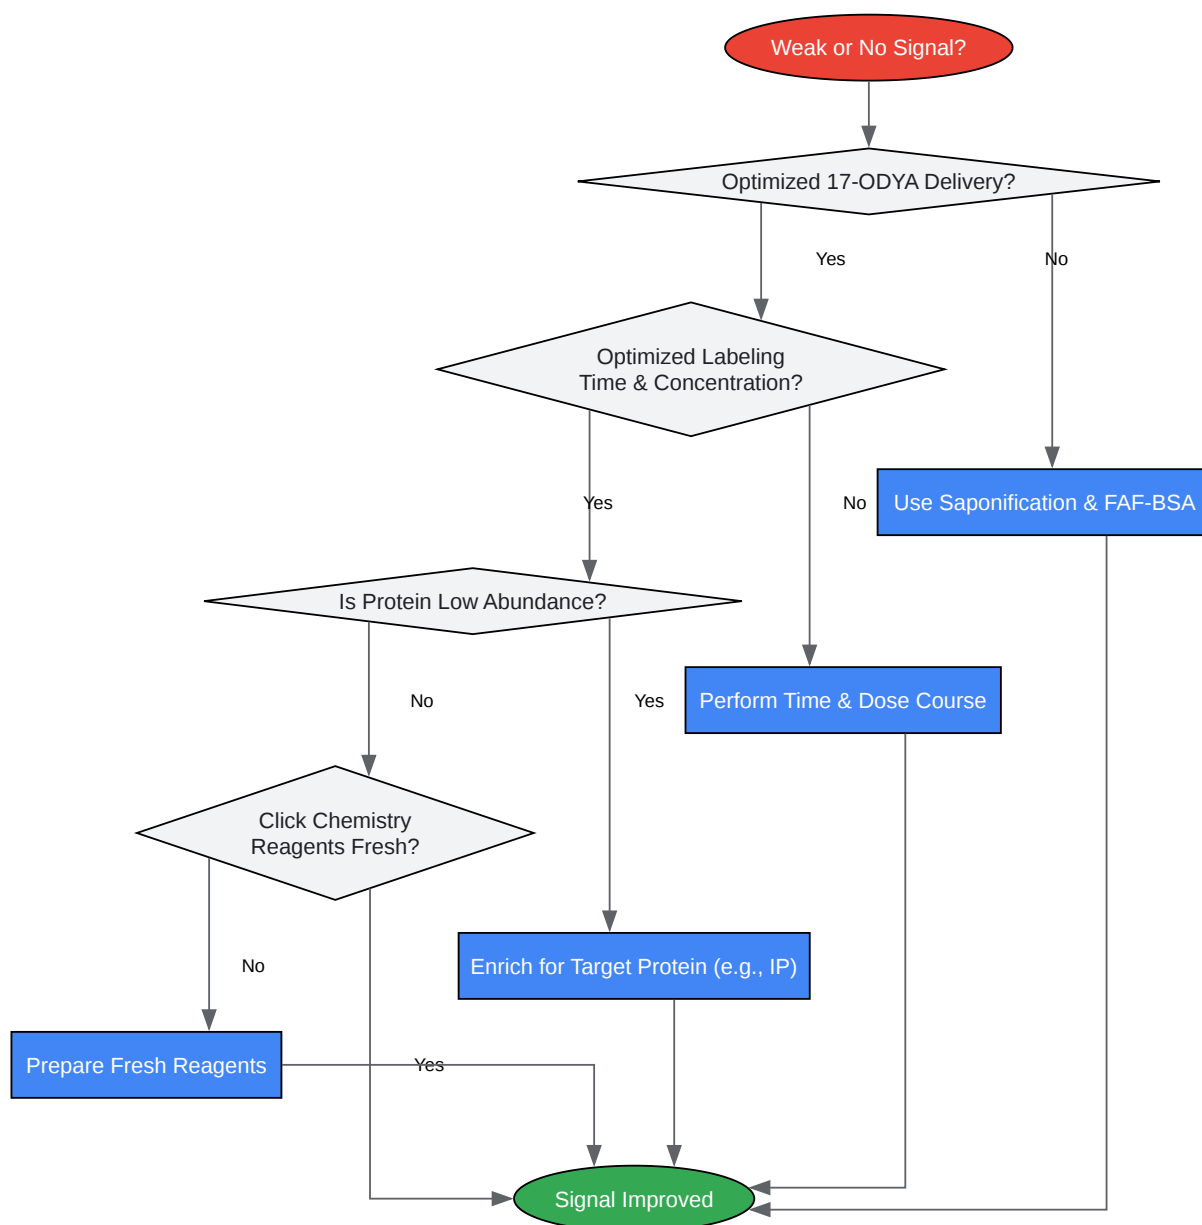 Weak or No Signal?
Optimized 17-ODYA Delivery?
Yes
No
Optimized Labeling
Time & Concentration?
Yes
No
Use Saponification & FAF-BSA
Is Protein Low Abundance?
No
Yes
Perform Time & Dose Course
Click Chemistry
Reagents Fresh?
No
Enrich for Target Protein (e.g., IP)
Prepare Fresh Reagents
Yes
Signal Improved